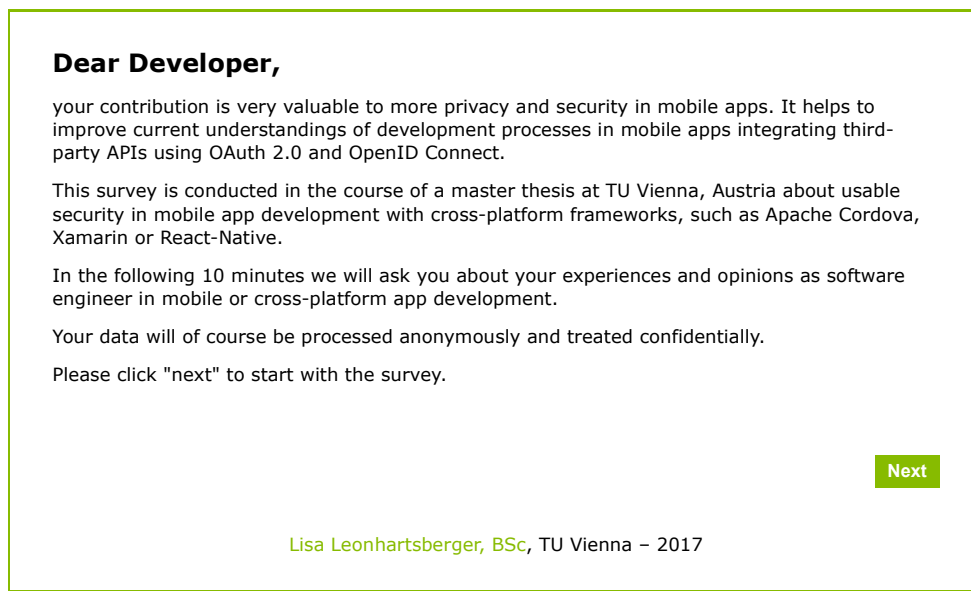 Dear Developer,
your contribution is very valuable to more privacy and security in mobile apps. It helps to
improve current understandings of development processes in mobile apps integrating third-
party APIs using OAuth 2.0 and OpenID Connect.
This survey is conducted in the course of a master thesis at TU Vienna, Austria about usable
security in mobile app development with cross-platform frameworks, such as Apache Cordova,
Xamarin or React-Native.
In the following 10 minutes we will ask you about your experiences and opinions as software
engineer in mobile or cross-platform app development.
Your data will of course be processed anonymously and treated confidentially.
Please click "next" to start with the survey.
Next
Lisa Leonhartsberger, BSc, TU Vienna – 2017